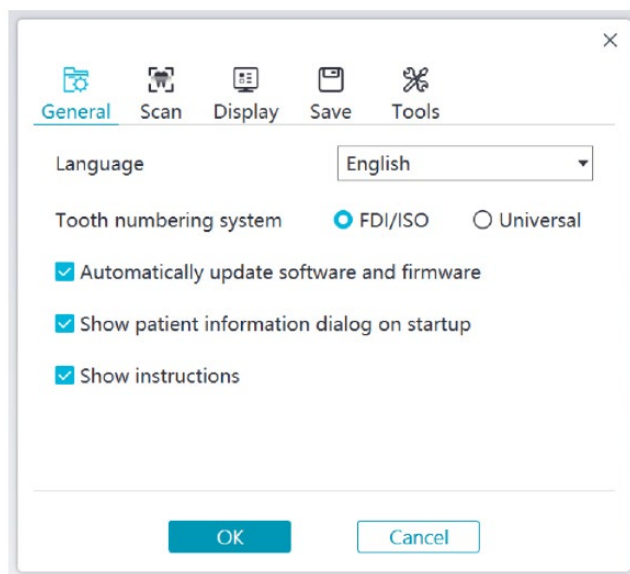 General Scan Display Save Tools
Language English
Tooth numbering system FDI/ISO Universal
Automatically update software and firmware
Show patient information dialog on startup
Show instructions
OK Cancel